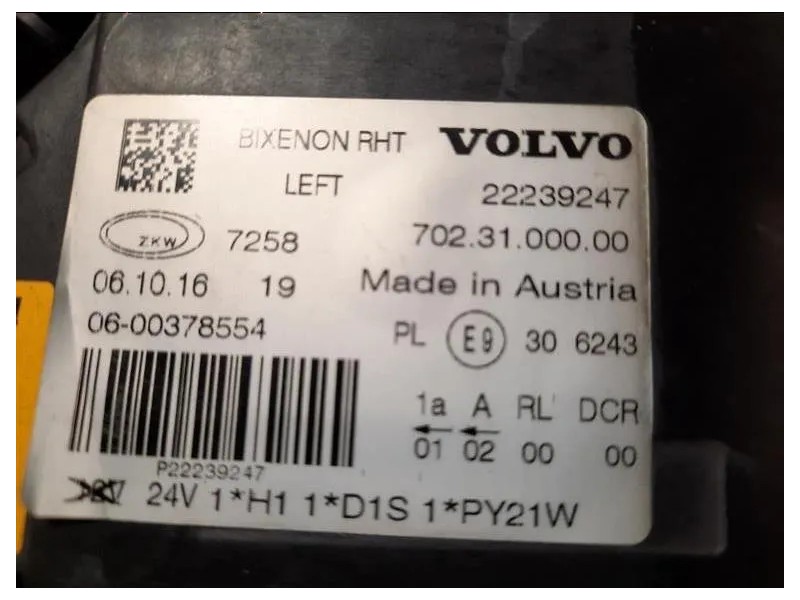 BIXENON RHT VOLVO
LEFT 22239247
ZKW 7258 702.31.000.00
06.10.16 19 Made in Austria
06-00378554
PL E9 30 6243
1a A RL DCR
01 02 00 00
P22239247
24V 1*H1 1*D1S 1*PY21W